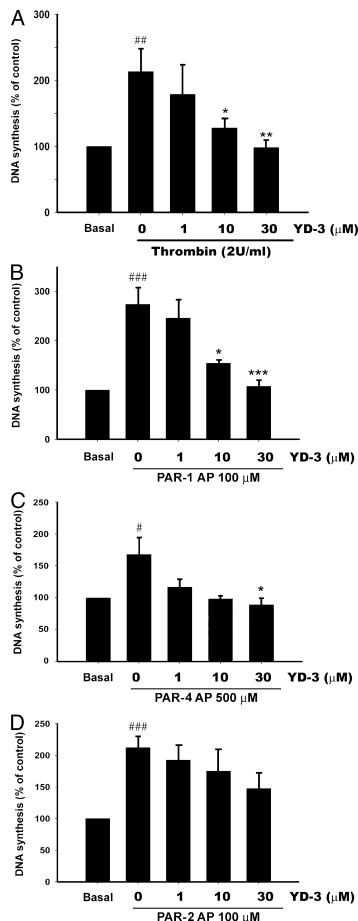 A
DNA synthesis (% of control)
300
200
100
0
##
*
**
Basal 0 1 10 30 YD-3 (μM)
Thrombin (2U/ml)
B
DNA synthesis (% of control)
300
200
100
0
###
*
***
Basal 0 1 10 30 YD-3 (μM)
PAR-1 AP 100 μM
C
DNA synthesis (% of control)
250
200
150
100
50
0
#
*
Basal 0 1 10 30 YD-3 (μM)
PAR-4 AP 500 μM
D
DNA synthesis (% of control)
250
200
150
100
50
0
###
Basal 0 1 10 30 YD-3 (μM)
PAR-2 AP 100 μM